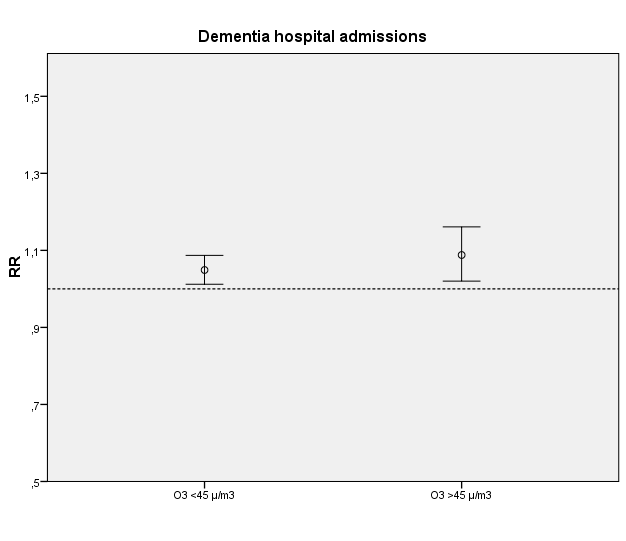 Dementia hospital admissions
RR
1,5
1,3
1,1
,9
,7
,5
O3 <45 µ/m3
O3 >45 µ/m3